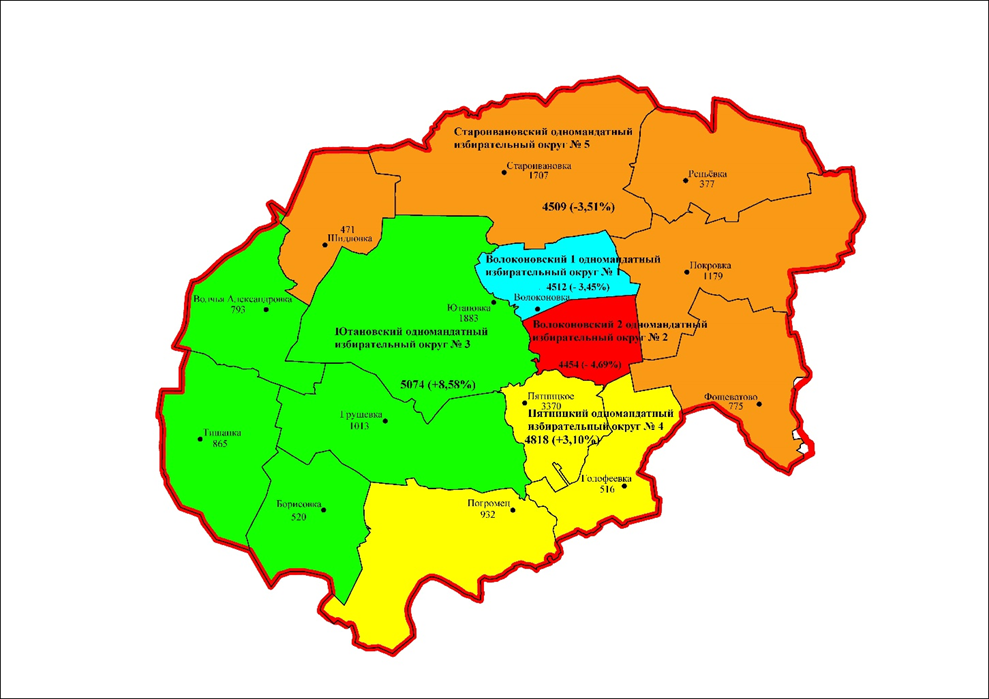 Староивановский одномандатный
избирательный округ № 5
Староивановка
1707
Репьёвка
377
4509 (-3,51%)
471
Шидловка
Волоконовский 1 одномандатный
избирательный округ № 1
4512 (- 3,45%)
Волоконовка
Покровка
1179
Волчья Александровка
793
Ютановка
1883
Ютановский одномандатный
избирательный округ № 3
5074 (+8,58%)
Волоконовский 2 одномандатный
избирательный округ № 2
4454 (- 4,69%)
Фощеватово
775
Пятницкое
3370
Пятницкий одномандатный
избирательный округ № 4
4818 (+3,10%)
Грушевка
1013
Тишанка
865
Голофеевка
516
Борисовка
520
Погромец
932